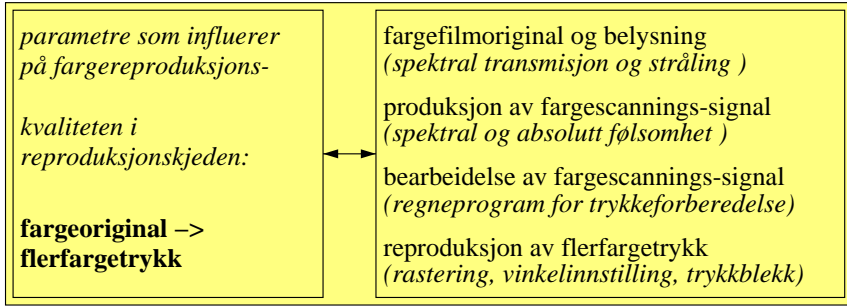 parametre som influerer
på fargereproduksjons-
kvaliteten i
reproduksjonskjeden:
fargeoriginal −>
flerfargetrykk
fargefilmoriginal og belysning
(spektral transmisjon og stråling )
produksjon av fargescannings-signal
(spektral og absolutt følsomhet )
bearbeidelse av fargescannings-signal
(regneprogram for trykkeforberedelse)
reproduksjon av flerfargetrykk
(rastering, vinkelinnstilling, trykkblekk)